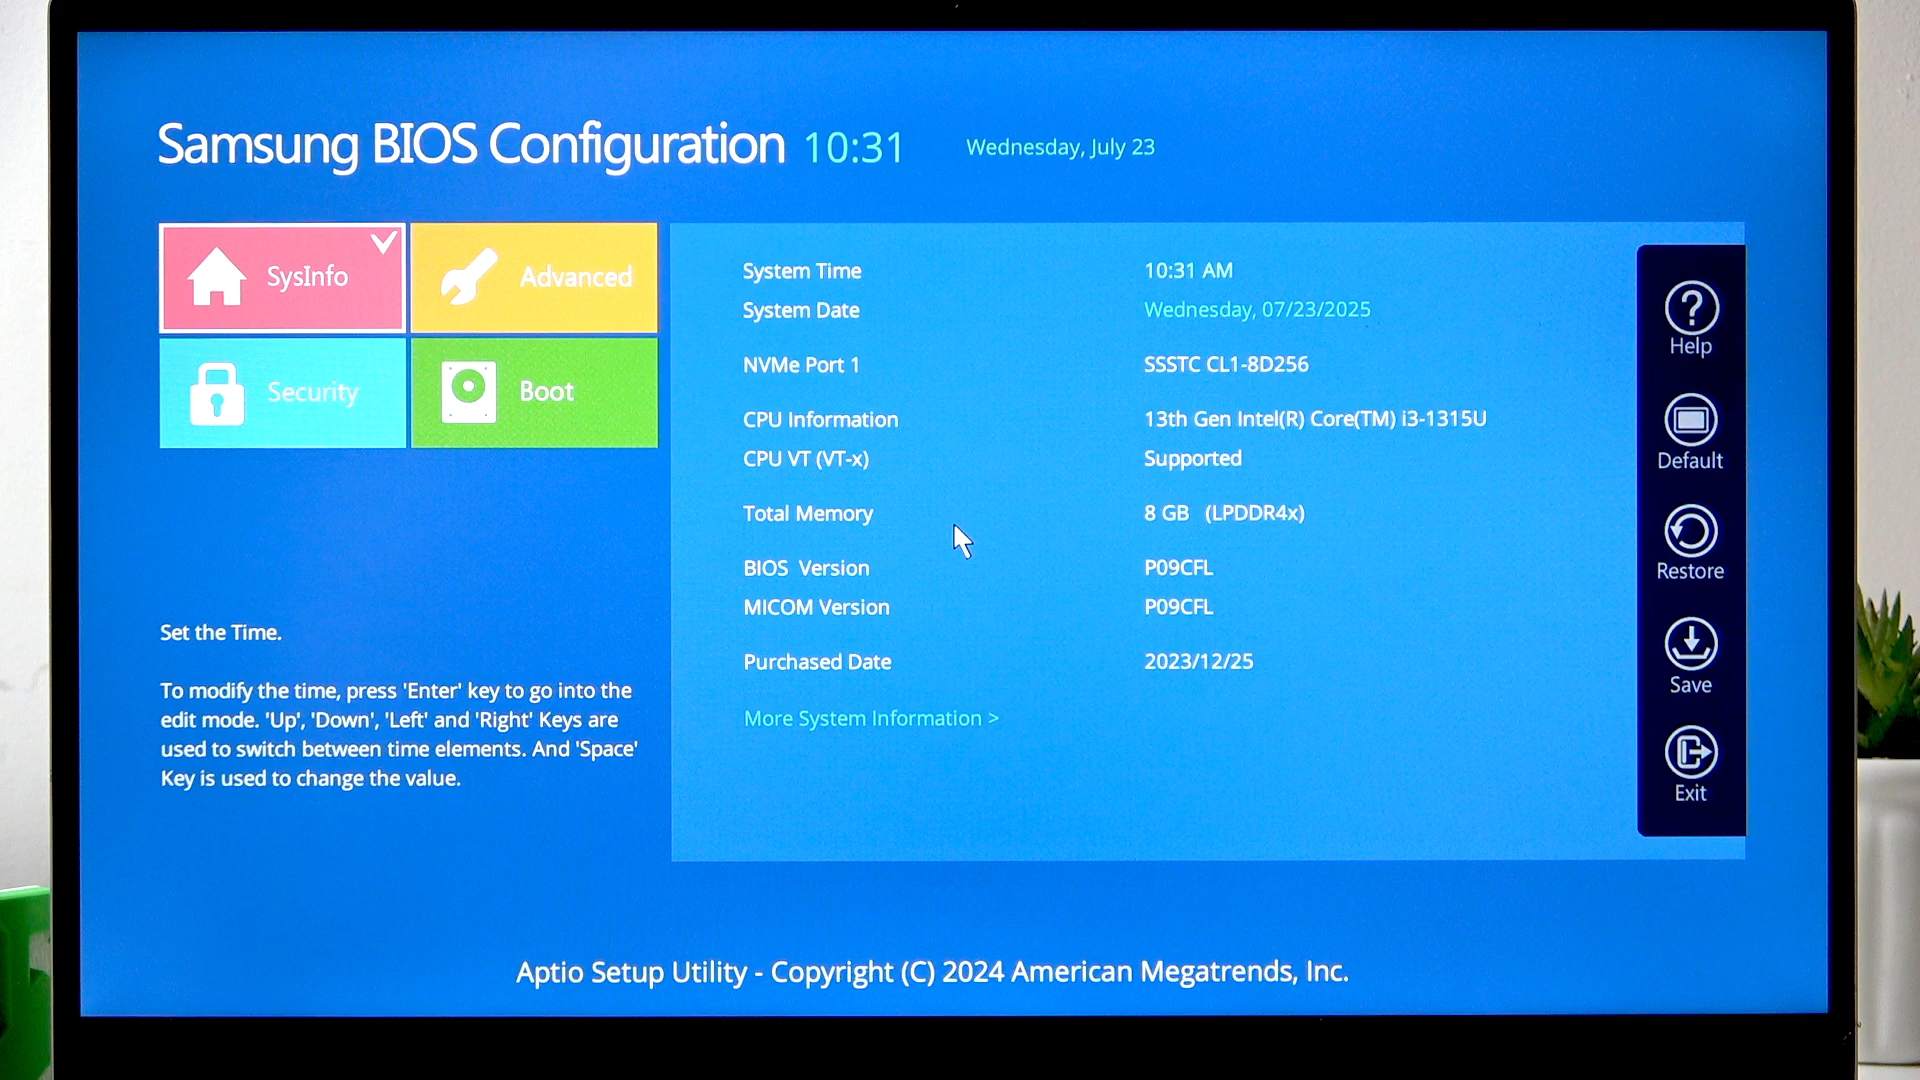 Samsung BIOS Configuration 10:31 Wednesday, July 23
SysInfo
Advanced
Security
Boot
Set the Time.
To modify the time, press 'Enter' key to go into the
edit mode. 'Up', 'Down', 'Left' and 'Right' Keys are
used to switch between time elements. And 'Space'
Key is used to change the value.
System Time 10:31 AM
System Date Wednesday, 07/23/2025
NVMe Port 1 SSSTC CL1-8D256
CPU Information 13th Gen Intel(R) Core(TM) i3-1315U
CPU VT (VT-x) Supported
Total Memory 8 GB (LPDDR4x)
BIOS Version P09CFL
MICOM Version P09CFL
Purchased Date 2023/12/25
More System Information >
Help
Default
Restore
Save
Exit
Aptio Setup Utility - Copyright (C) 2024 American Megatrends, Inc.